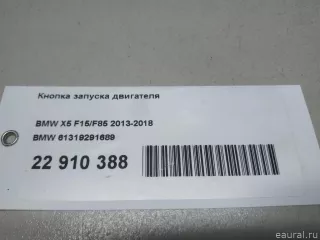 Кнопка запуска двигателя
BMW X5 F15/F85 2013-2018
BMW 61319291689
22 910 388
eaural.ru